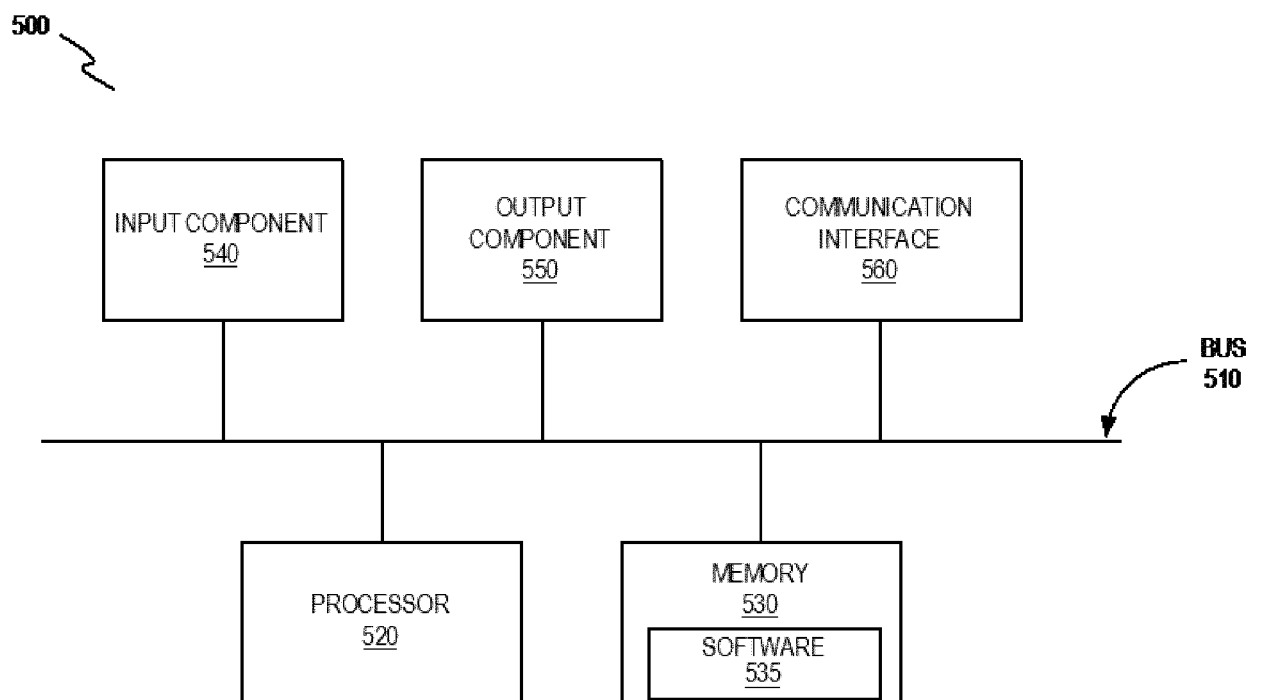 500
INPUT COMPONENT
540
OUTPUT
COMPONENT
550
COMMUNICATION
INTERFACE
560
BUS
510
PROCESSOR
520
MEMORY
530
SOFTWARE
535